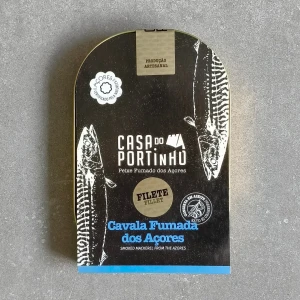 PRODUÇÃO
ARTESANAL
AÇORES
CASA DO
PORTINHO
Peixe Fumado dos Açores
FILETE
FILLET
Cavala Fumada
dos Açores
SMOKED MACKEREL FROM THE AZORES